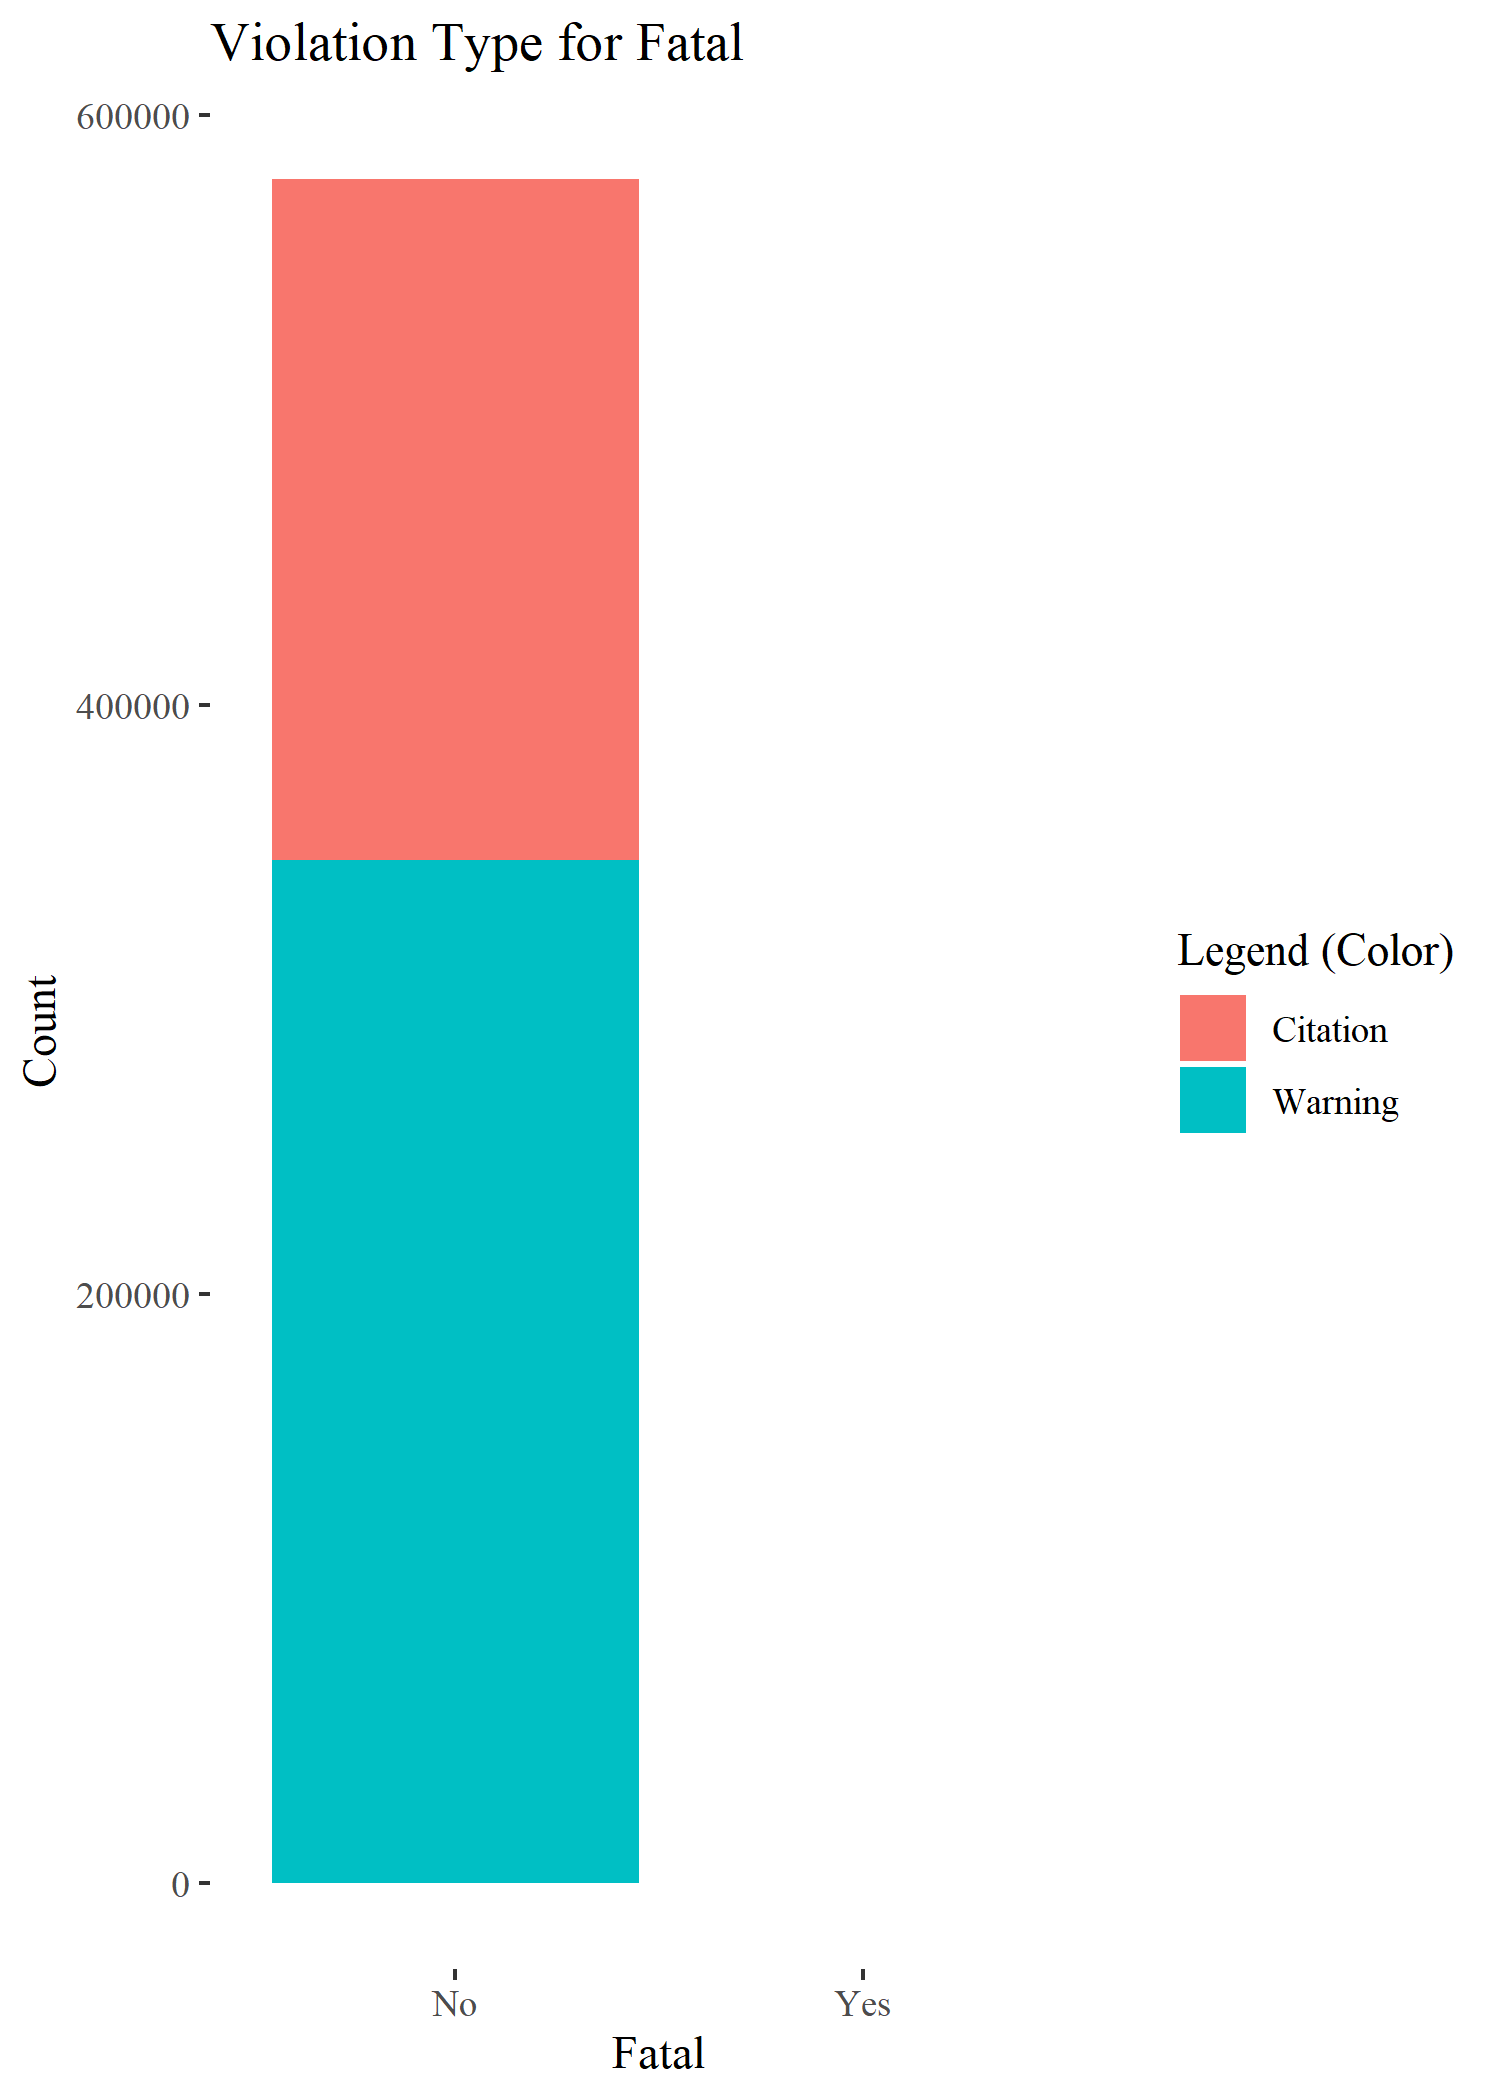 Violation Type for Fatal
600000
400000
200000
0
Count
No
Yes
Fatal
Legend (Color)
Citation
Warning